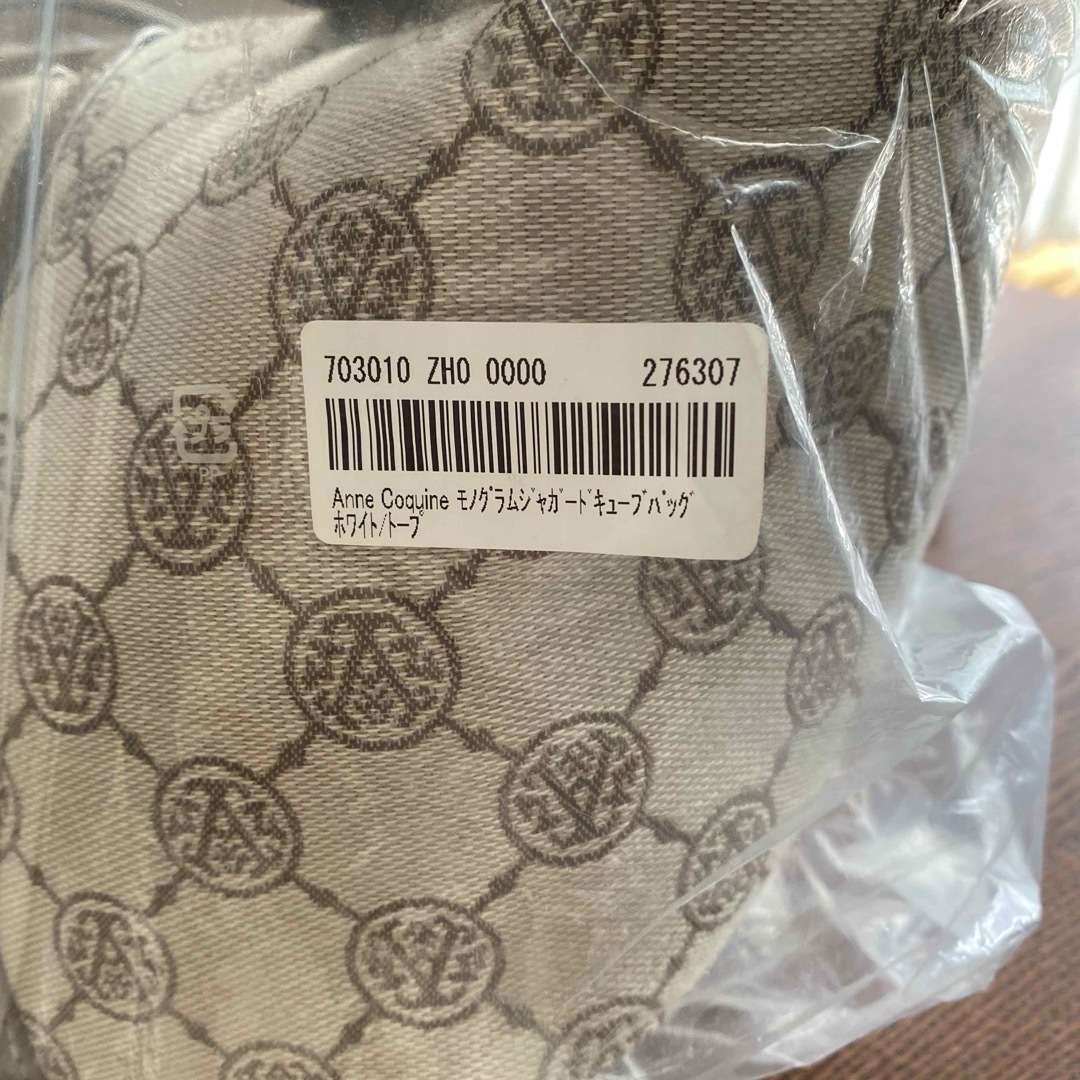 703010 ZH0 0000 276307
Anne Coquine ﾓﾉｸﾞﾗﾑｼﾞｬｶﾞｰﾄﾞｷｭｰﾌﾞﾊﾞｯｸﾞ
ﾎﾜｲﾄ/ﾄｰﾌﾟ
PP